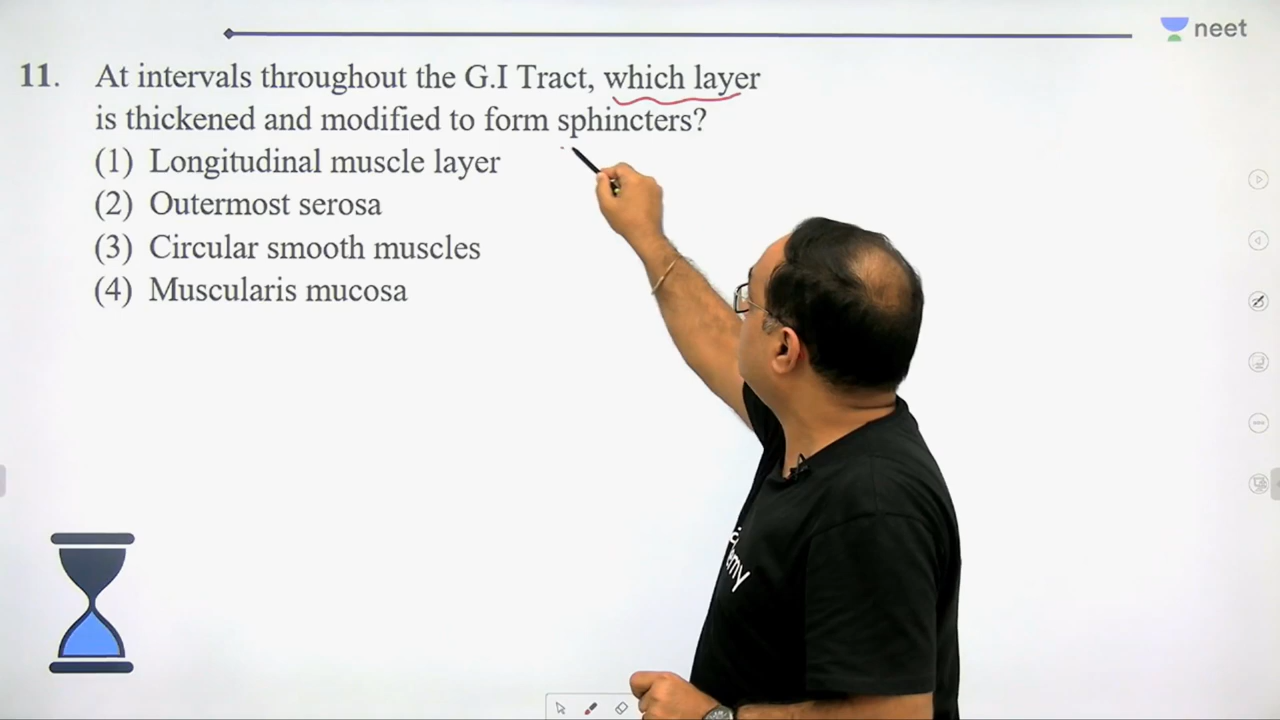 neet
11. At intervals throughout the G.I Tract, which layer
is thickened and modified to form sphincters?
(1) Longitudinal muscle layer
(2) Outermost serosa
(3) Circular smooth muscles
(4) Muscularis mucosa